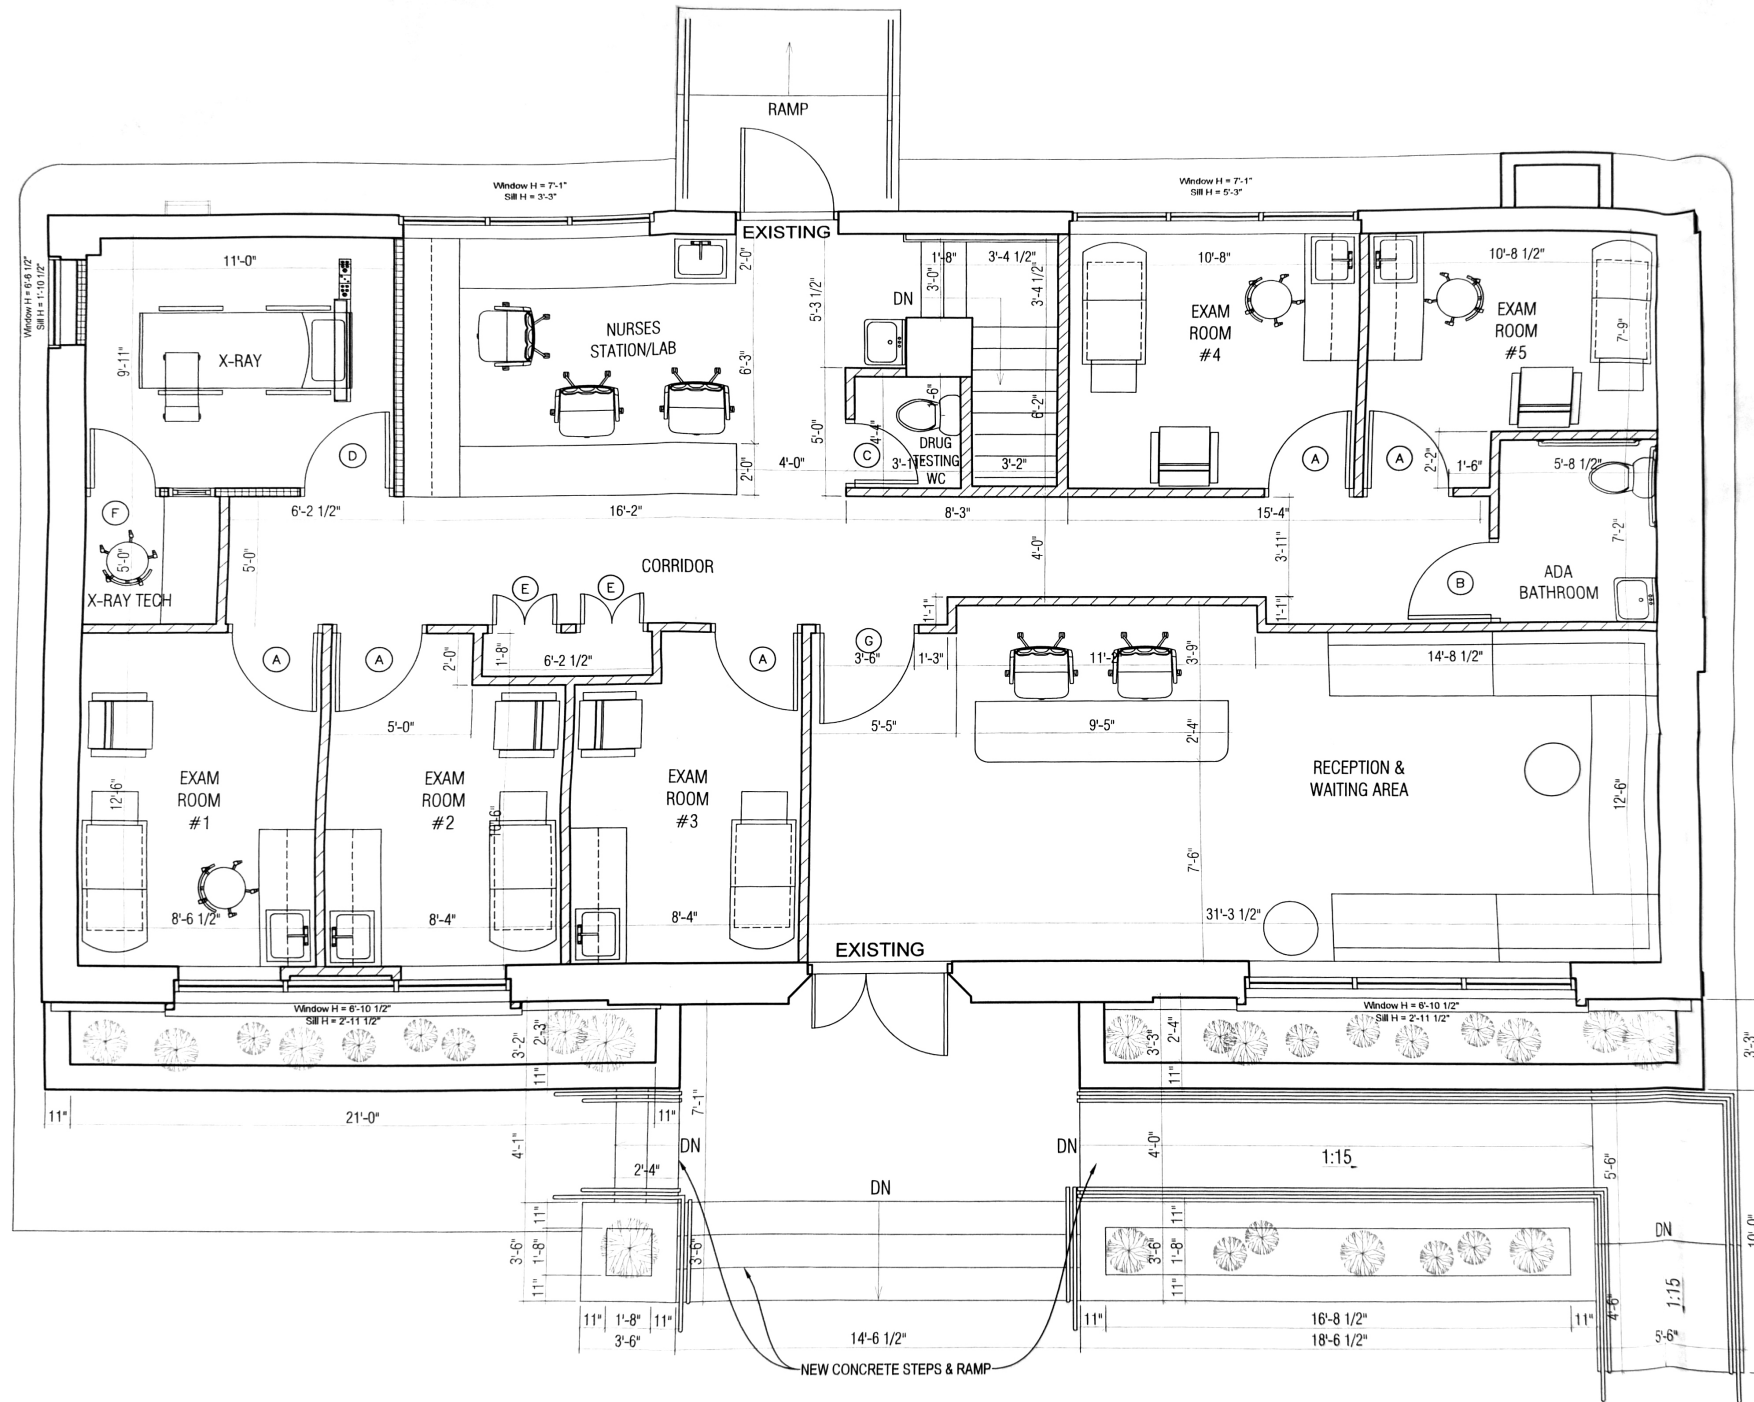 RAMP
Window H = 7'-1"
Sill H = 3'-3"
Window H = 7'-1"
Sill H = 5'-3"
EXISTING
Window H = 6'-6 1/2"
Sill H = 1'-10 1/2"
11'-0"
2'-0"
1'-8"
3'-4 1/2"
10'-8"
10'-8 1/2"
3'-0"
3'-4 1/2"
5'-3 1/2"
DN
NURSES
STATION/LAB
EXAM
ROOM
#4
EXAM
ROOM
#5
7'-9"
9'-11"
X-RAY
6'-3"
6'-2"
5'-0"
4'-4"
DRUG
TESTING
WC
D
C
A
A
2'-0"
4'-0"
3'-2"
2'-2"
1'-6"
5'-8 1/2"
F
6'-2 1/2"
16'-2"
8'-3"
15'-4"
7'-2"
5'-0"
5'-0"
CORRIDOR
4'-0"
3'-11"
ADA
BATHROOM
B
X-RAY TECH
E
E
1'-1"
1'-1"
G
A
A
2'-0"
1'-8"
6'-2 1/2"
A
3'-6"
1'-3"
3'-9"
14'-8 1/2"
5'-0"
5'-5"
9'-5"
2'-4"
EXAM
ROOM
#1
12'-6"
EXAM
ROOM
#2
EXAM
ROOM
#3
RECEPTION &
WAITING AREA
12'-6"
7'-6"
8'-6 1/2"
8'-4"
8'-4"
31'-3 1/2"
EXISTING
Window H = 6'-10 1/2"
Sill H = 2'-11 1/2"
Window H = 6'-10 1/2"
Sill H = 2'-11 1/2"
3'-2"
2'-3"
11"
3'-3"
2'-4"
11"
3'-3"
11"
21'-0"
11"
7'-1"
4'-1"
DN
DN
4'-0"
1:15
5'-6"
2'-4"
DN
DN
11"
3'-6"
1'-8"
11"
3'-6"
11"
3'-6"
1'-8"
11"
10'-0"
1:15
4'-6"
11"
1'-8"
11"
3'-6"
14'-6 1/2"
11"
16'-8 1/2"
11"
18'-6 1/2"
5'-6"
NEW CONCRETE STEPS & RAMP